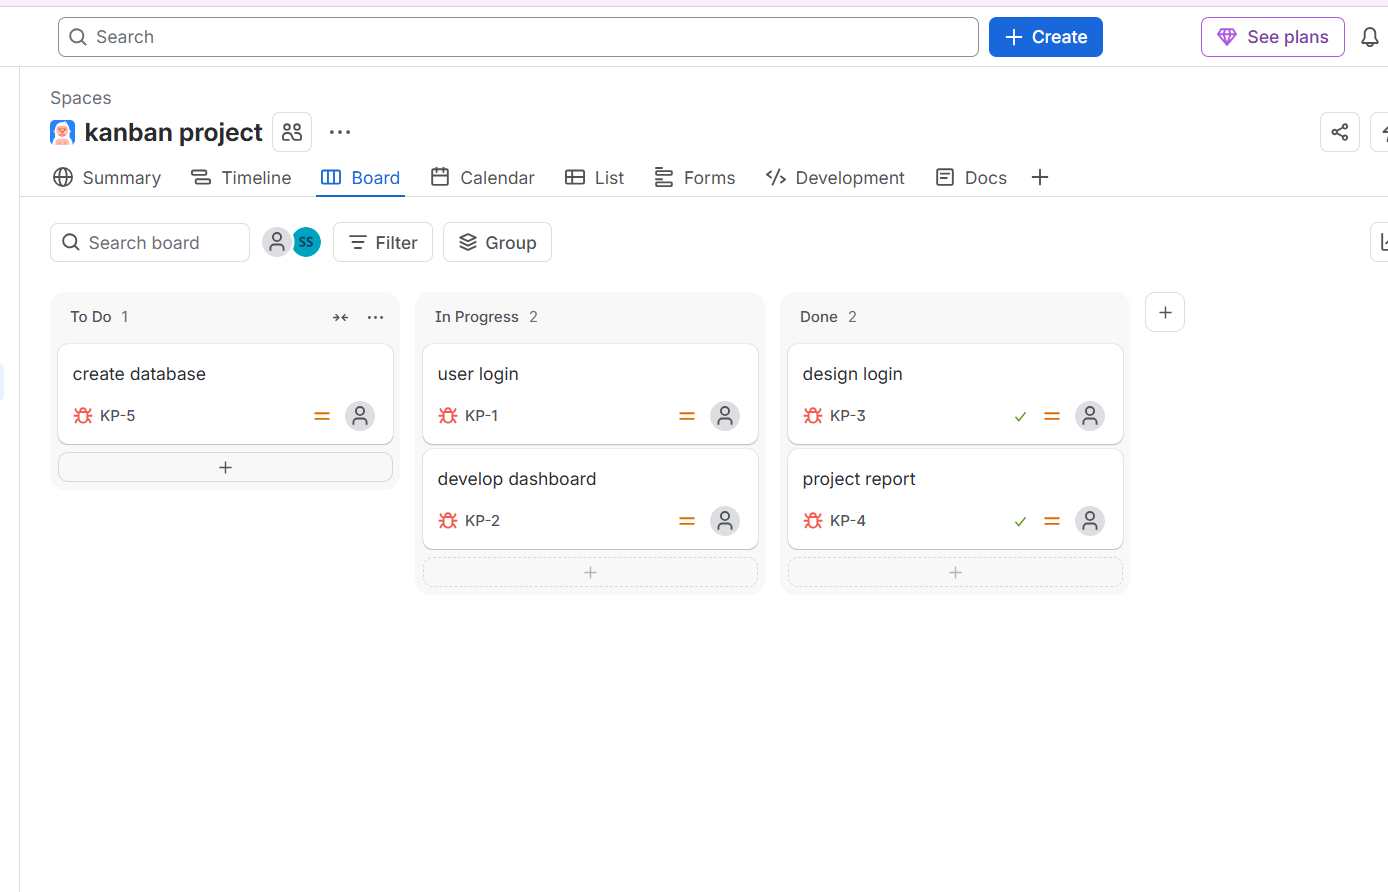 Search
Create
See plans
Spaces
kanban project
Summary Timeline Board Calendar List Forms Development Docs
Search board SS Filter Group
To Do 1
create database
KP-5
In Progress 2
user login
KP-1
develop dashboard
KP-2
Done 2
design login
KP-3
project report
KP-4